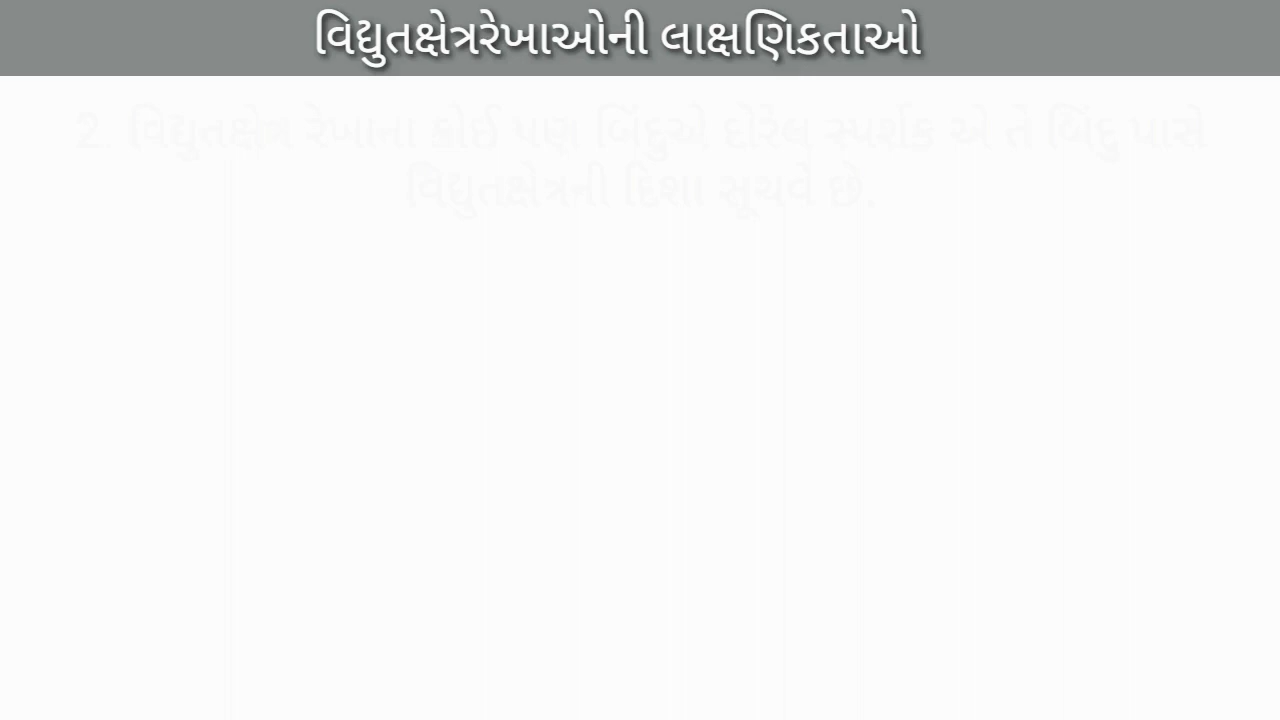 વિદ્યુતક્ષેત્રરેખાઓની લાક્ષણિકતાઓ
2. વિદ્યુતક્ષેત્ર રેખાના કોઈ પણ બિંદુએ દોરેલ સ્પર્શક એ તે બિંદુ પાસે
વિદ્યુતક્ષેત્રની દિશા સૂચવે છે.